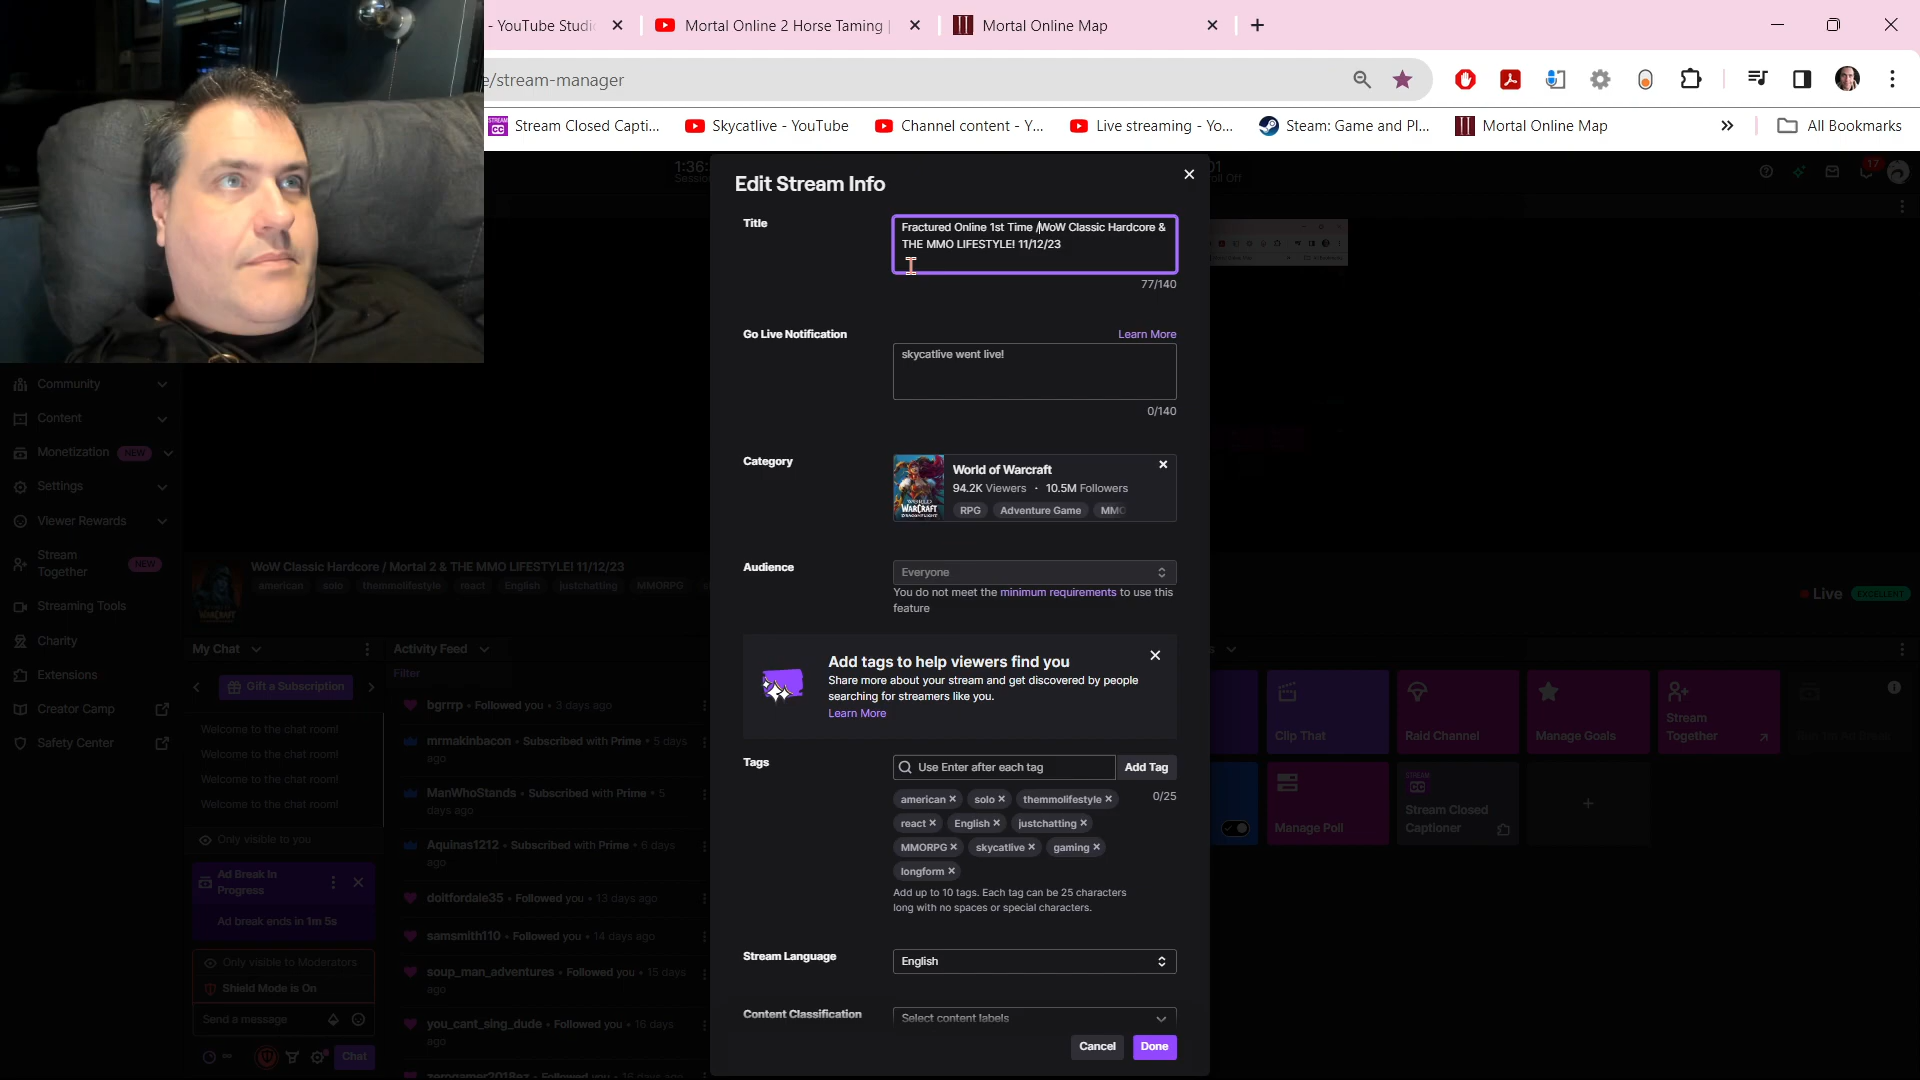 - YouTube Studi
Mortal Online 2 Horse Taming |
Mortal Online Map
/stream-manager
Stream Closed Capti...
Skycatlive - YouTube
Channel content - Y...
Live streaming - Yo...
Steam: Game and Pl...
Mortal Online Map
All Bookmarks
Edit Stream Info
17
Title
Fractured Online 1st Time /WoW Classic Hardcore &
THE MMO LIFESTYLE! 11/12/23
77/140
Go Live Notification
Learn More
skycatlive went live!
0/140
Category
World of Warcraft
94.2K Viewers · 10.5M Followers
RPG
Adventure Game
MMO
Audience
Everyone
You do not meet the minimum requirements to use this
feature
Add tags to help viewers find you
Share more about your stream and get discovered by people
searching for streamers like you.
Learn More
Tags
Use Enter after each tag
Add Tag
american
solo
themmolifestyle
0/25
react
English
justchatting
MMORPG
skycatlive
gaming
longform
Add up to 10 tags. Each tag can be 25 characters
long with no spaces or special characters.
Stream Language
English
Content Classification
Select content labels
Cancel
Done
Community
Content
Monetization NEW
Settings
Viewer Rewards
Stream
Together
NEW
Streaming Tools
Charity
Extensions
Creator Camp
Safety Center
WoW Classic Hardcore / Mortal 2 & THE MMO LIFESTYLE! 11/12/23
american
solo
themmolifestyle
react
English
justchatting
MMORPG
My Chat
Activity Feed
Gift a Subscription
Filter
Welcome to the chat room!
Welcome to the chat room!
Welcome to the chat room!
Welcome to the chat room!
Only visible to you
Ad Break In
Progress
Ad break ends in 1m 5s
Only visible to Moderators
Shield Mode is On
Send a message
Chat
bgrrrp • Followed you • 3 days ago
mrmakinbacon • Subscribed with Prime • 5 days
ago
ManWhoStands • Subscribed with Prime • 5
days ago
Aquinas1212 • Subscribed with Prime • 6 days
ago
doitfordale35 • Followed you • 13 days ago
samsmith110 • Followed you • 14 days ago
soup_man_adventures • Followed you • 15 days
ago
you_cant_sing_dude • Followed you • 16 days
ago
Live
EXCELLENT
Clip That
Raid Channel
Manage Goals
Stream
Together
Manage Poll
Stream Closed
Captioner